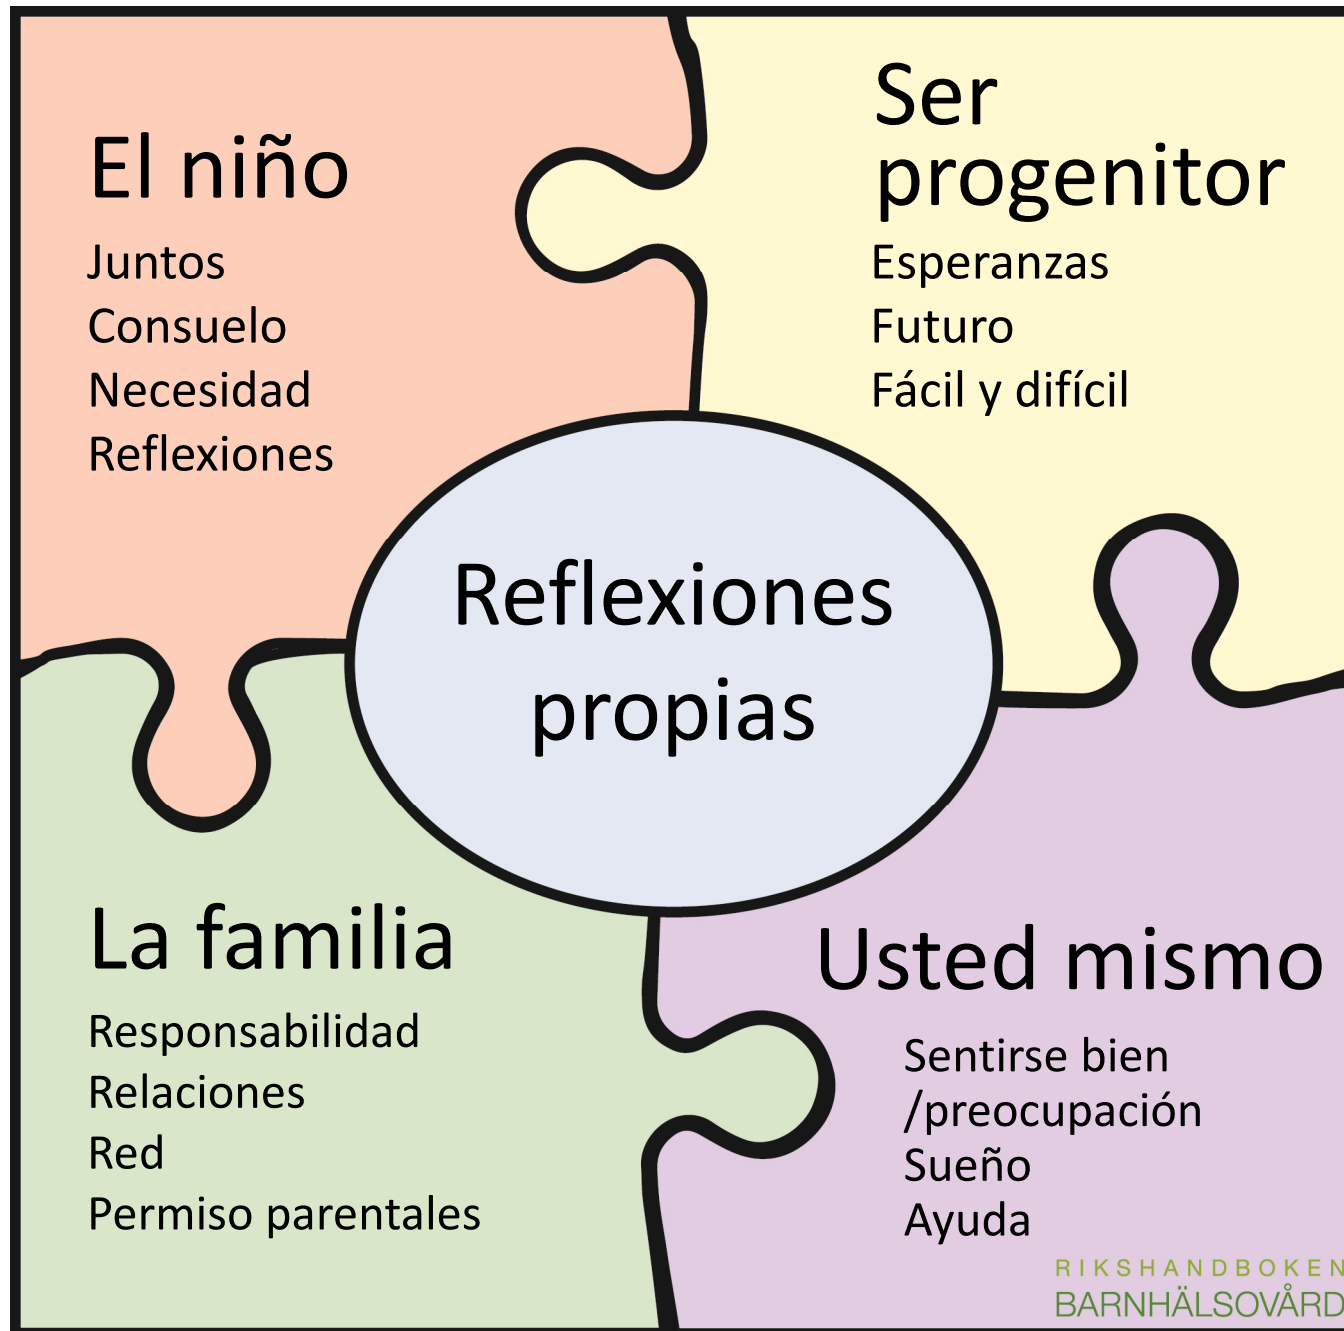 El niño
Juntos
Consuelo
Necesidad
Reflexiones
Ser
progenitor
Esperanzas
Futuro
Fácil y difícil
Reflexiones
propias
La familia
Responsabilidad
Relaciones
Red
Permiso parentales
Usted mismo
Sentirse bien
/preocupación
Sueño
Ayuda
RIKSHANDBOKEN
BARNHÄLSOVÅRD